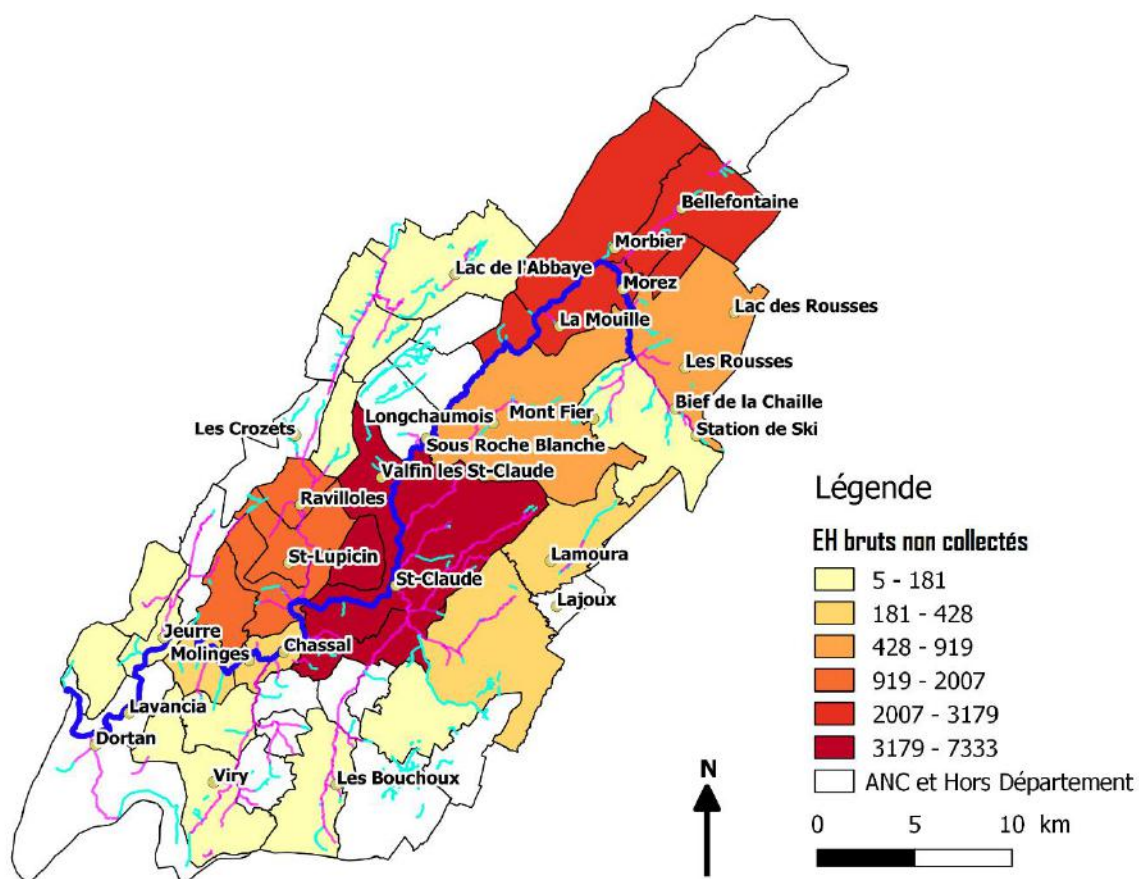 Bellefontaine
Morbier
Lac de l'Abbaye
Morez
Lac des Rousses
La Mouille
Les Rousses
Bief de la Chaille
Longchaumois
Mont Fier
Les Crozets
Sous Roche Blanche
Station de Ski
Valfin les St-Claude
Ravilloles
St-Lupicin
Lamoura
St-Claude
Lajoux
Jeurre
Chassal
Molinges
Lavancia
Dortan
Viry
Les Bouchoux
Légende
EH bruts non collectés
5 - 181
181 - 428
428 - 919
919 - 2007
2007 - 3179
3179 - 7333
ANC et Hors Département
N
0 5 10 km